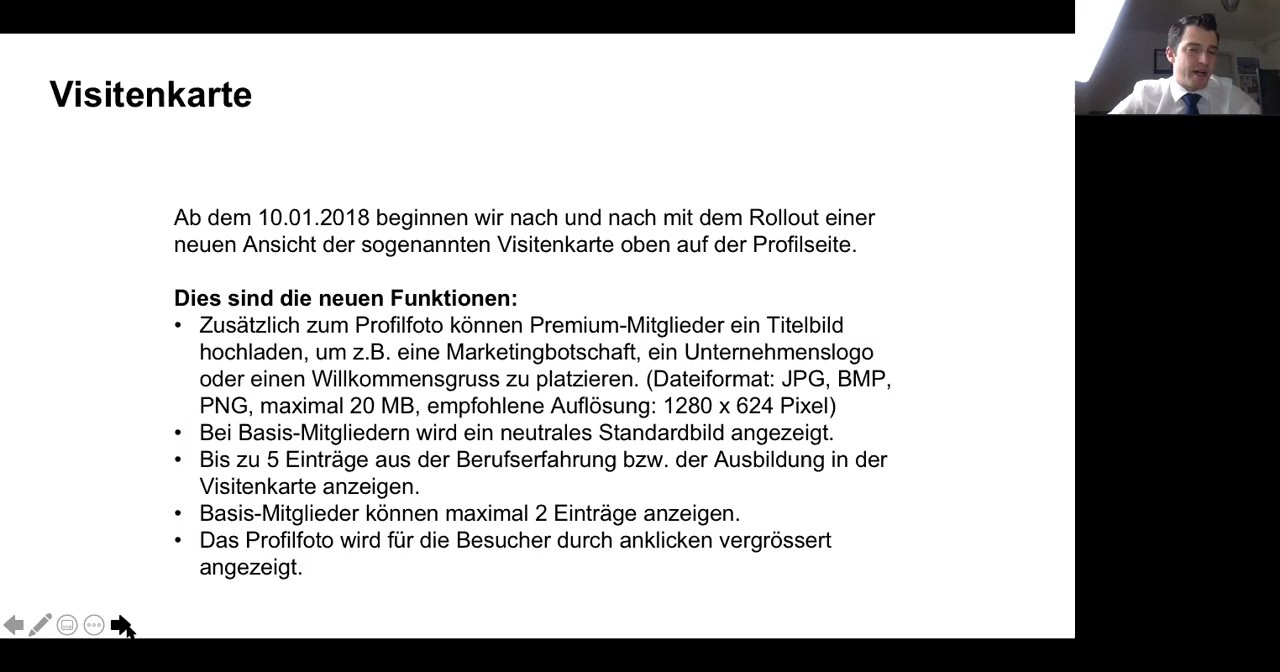 Visitenkarte
Ab dem 10.01.2018 beginnen wir nach und nach mit dem Rollout einer
neuen Ansicht der sogenannten Visitenkarte oben auf der Profilseite.
Dies sind die neuen Funktionen:
• Zusätzlich zum Profilfoto können Premium-Mitglieder ein Titelbild
hochladen, um z.B. eine Marketingbotschaft, ein Unternehmenslogo
oder einen Willkommensgruss zu platzieren. (Dateiformat: JPG, BMP,
PNG, maximal 20 MB, empfohlene Auflösung: 1280 x 624 Pixel)
• Bei Basis-Mitgliedern wird ein neutrales Standardbild angezeigt.
• Bis zu 5 Einträge aus der Berufserfahrung bzw. der Ausbildung in der
Visitenkarte anzeigen.
• Basis-Mitglieder können maximal 2 Einträge anzeigen.
• Das Profilfoto wird für die Besucher durch anklicken vergrössert
angezeigt.